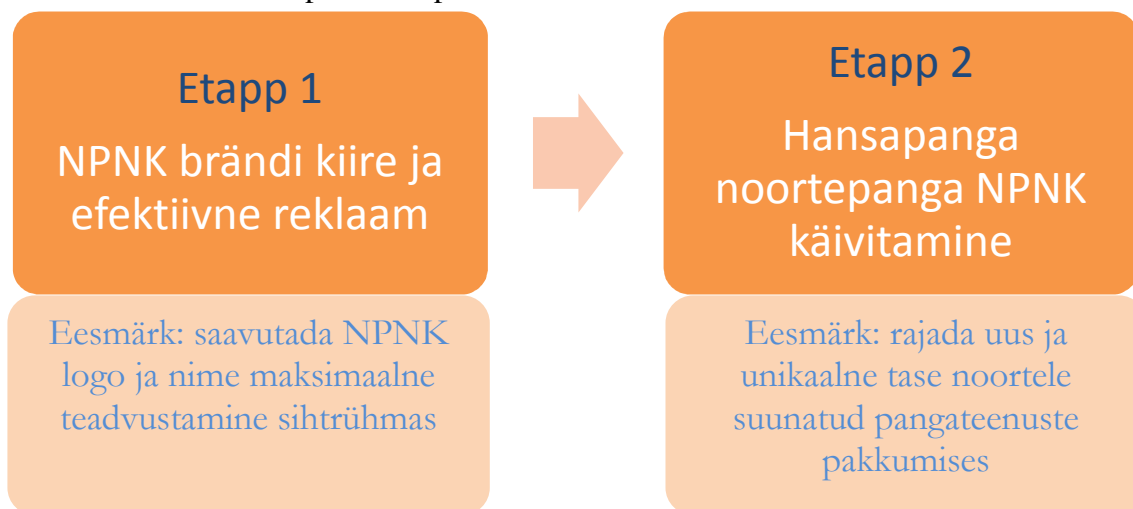 Etapp 1
NPNK brändi kiire ja
efektiivne reklaam
Eesmärk: saavutada NPNK
logo ja nime maksimaalne
teadvustamine sihtrühmas
Etapp 2
Hansapanga
noortepanga NPNK
käivitamine
Eesmärk: rajada uus ja
unikaalne tase noortele
suunatud pangateenuste
pakkumises